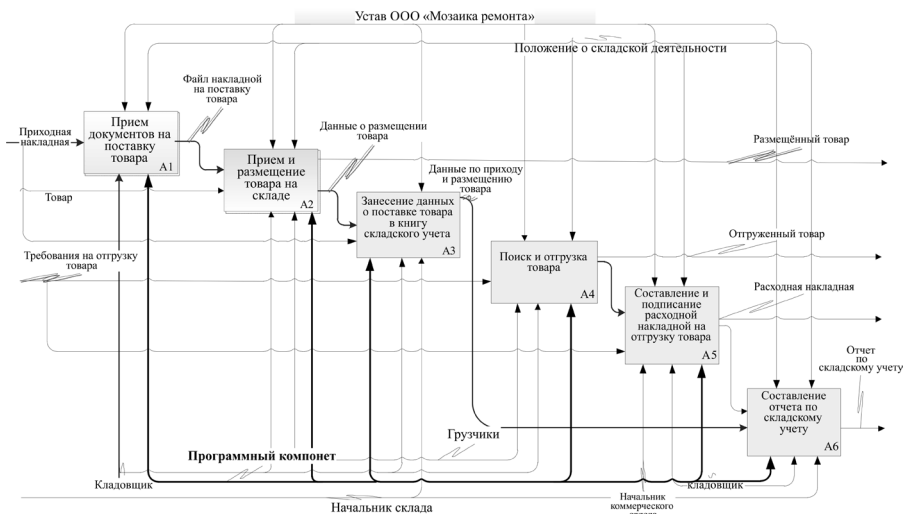 Устав ООО «Мозаика ремонта»
Положение о складской деятельности
Файл накладной
на поставку
товара
Приходная
накладная
Прием
документов на
поставку
товара
A1
Данные о размещении
товара
Размещённый товар
Прием и
размещение
товара на
складе
A2
Товар
Данные по приходу
и размещению
товара
Занесение данных
о поставке товара
в книгу
складского учета
A3
Требования на отгрузку
товара
Отгруженный товар
Поиск и отгрузка
товара
A4
Расходная накладная
Составление и
подписание
расходной
накладной на
отгрузку товара
A5
Отчет
по
складскому учету
Составление
отчета по
складскому
учету
A6
Грузчики
Программный компонет
Кладовщик
кладовщик
Начальник склада
Начальник
коммерческого